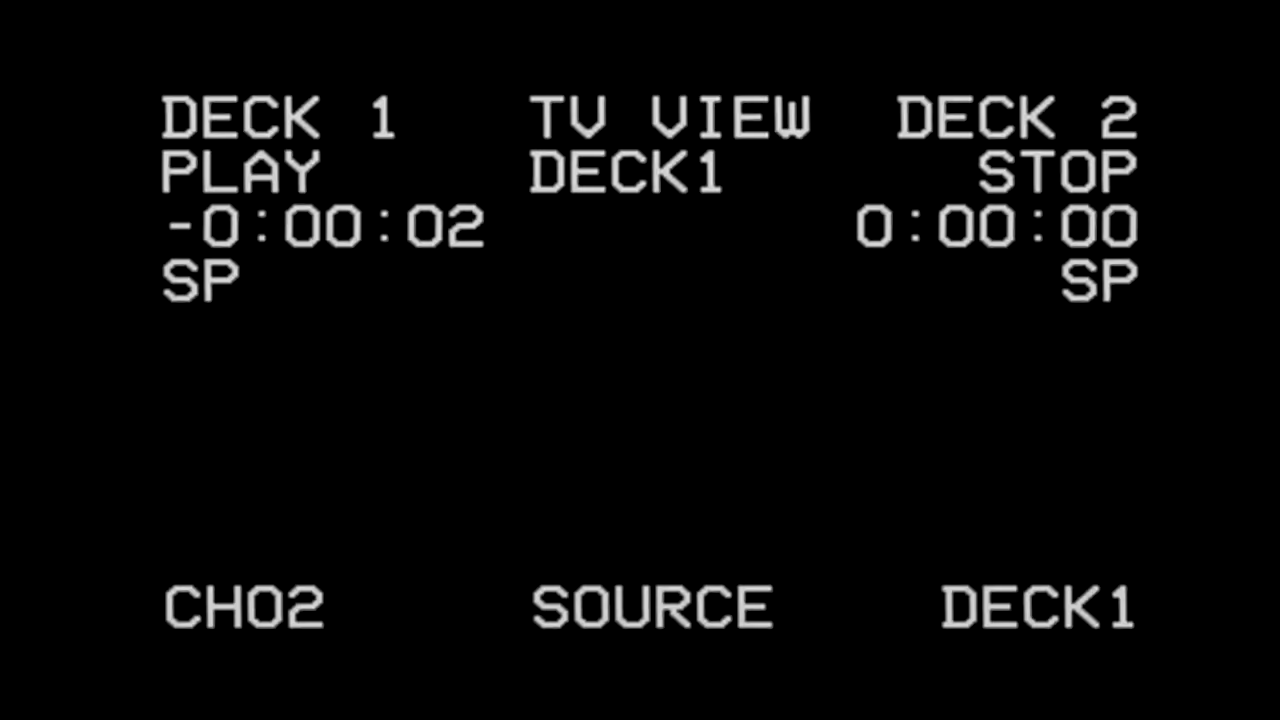 DECK 1 TV VIEW DECK 2
PLAY DECK1 STOP
-0:00:02 0:00:00
SP SP
CH02 SOURCE DECK1